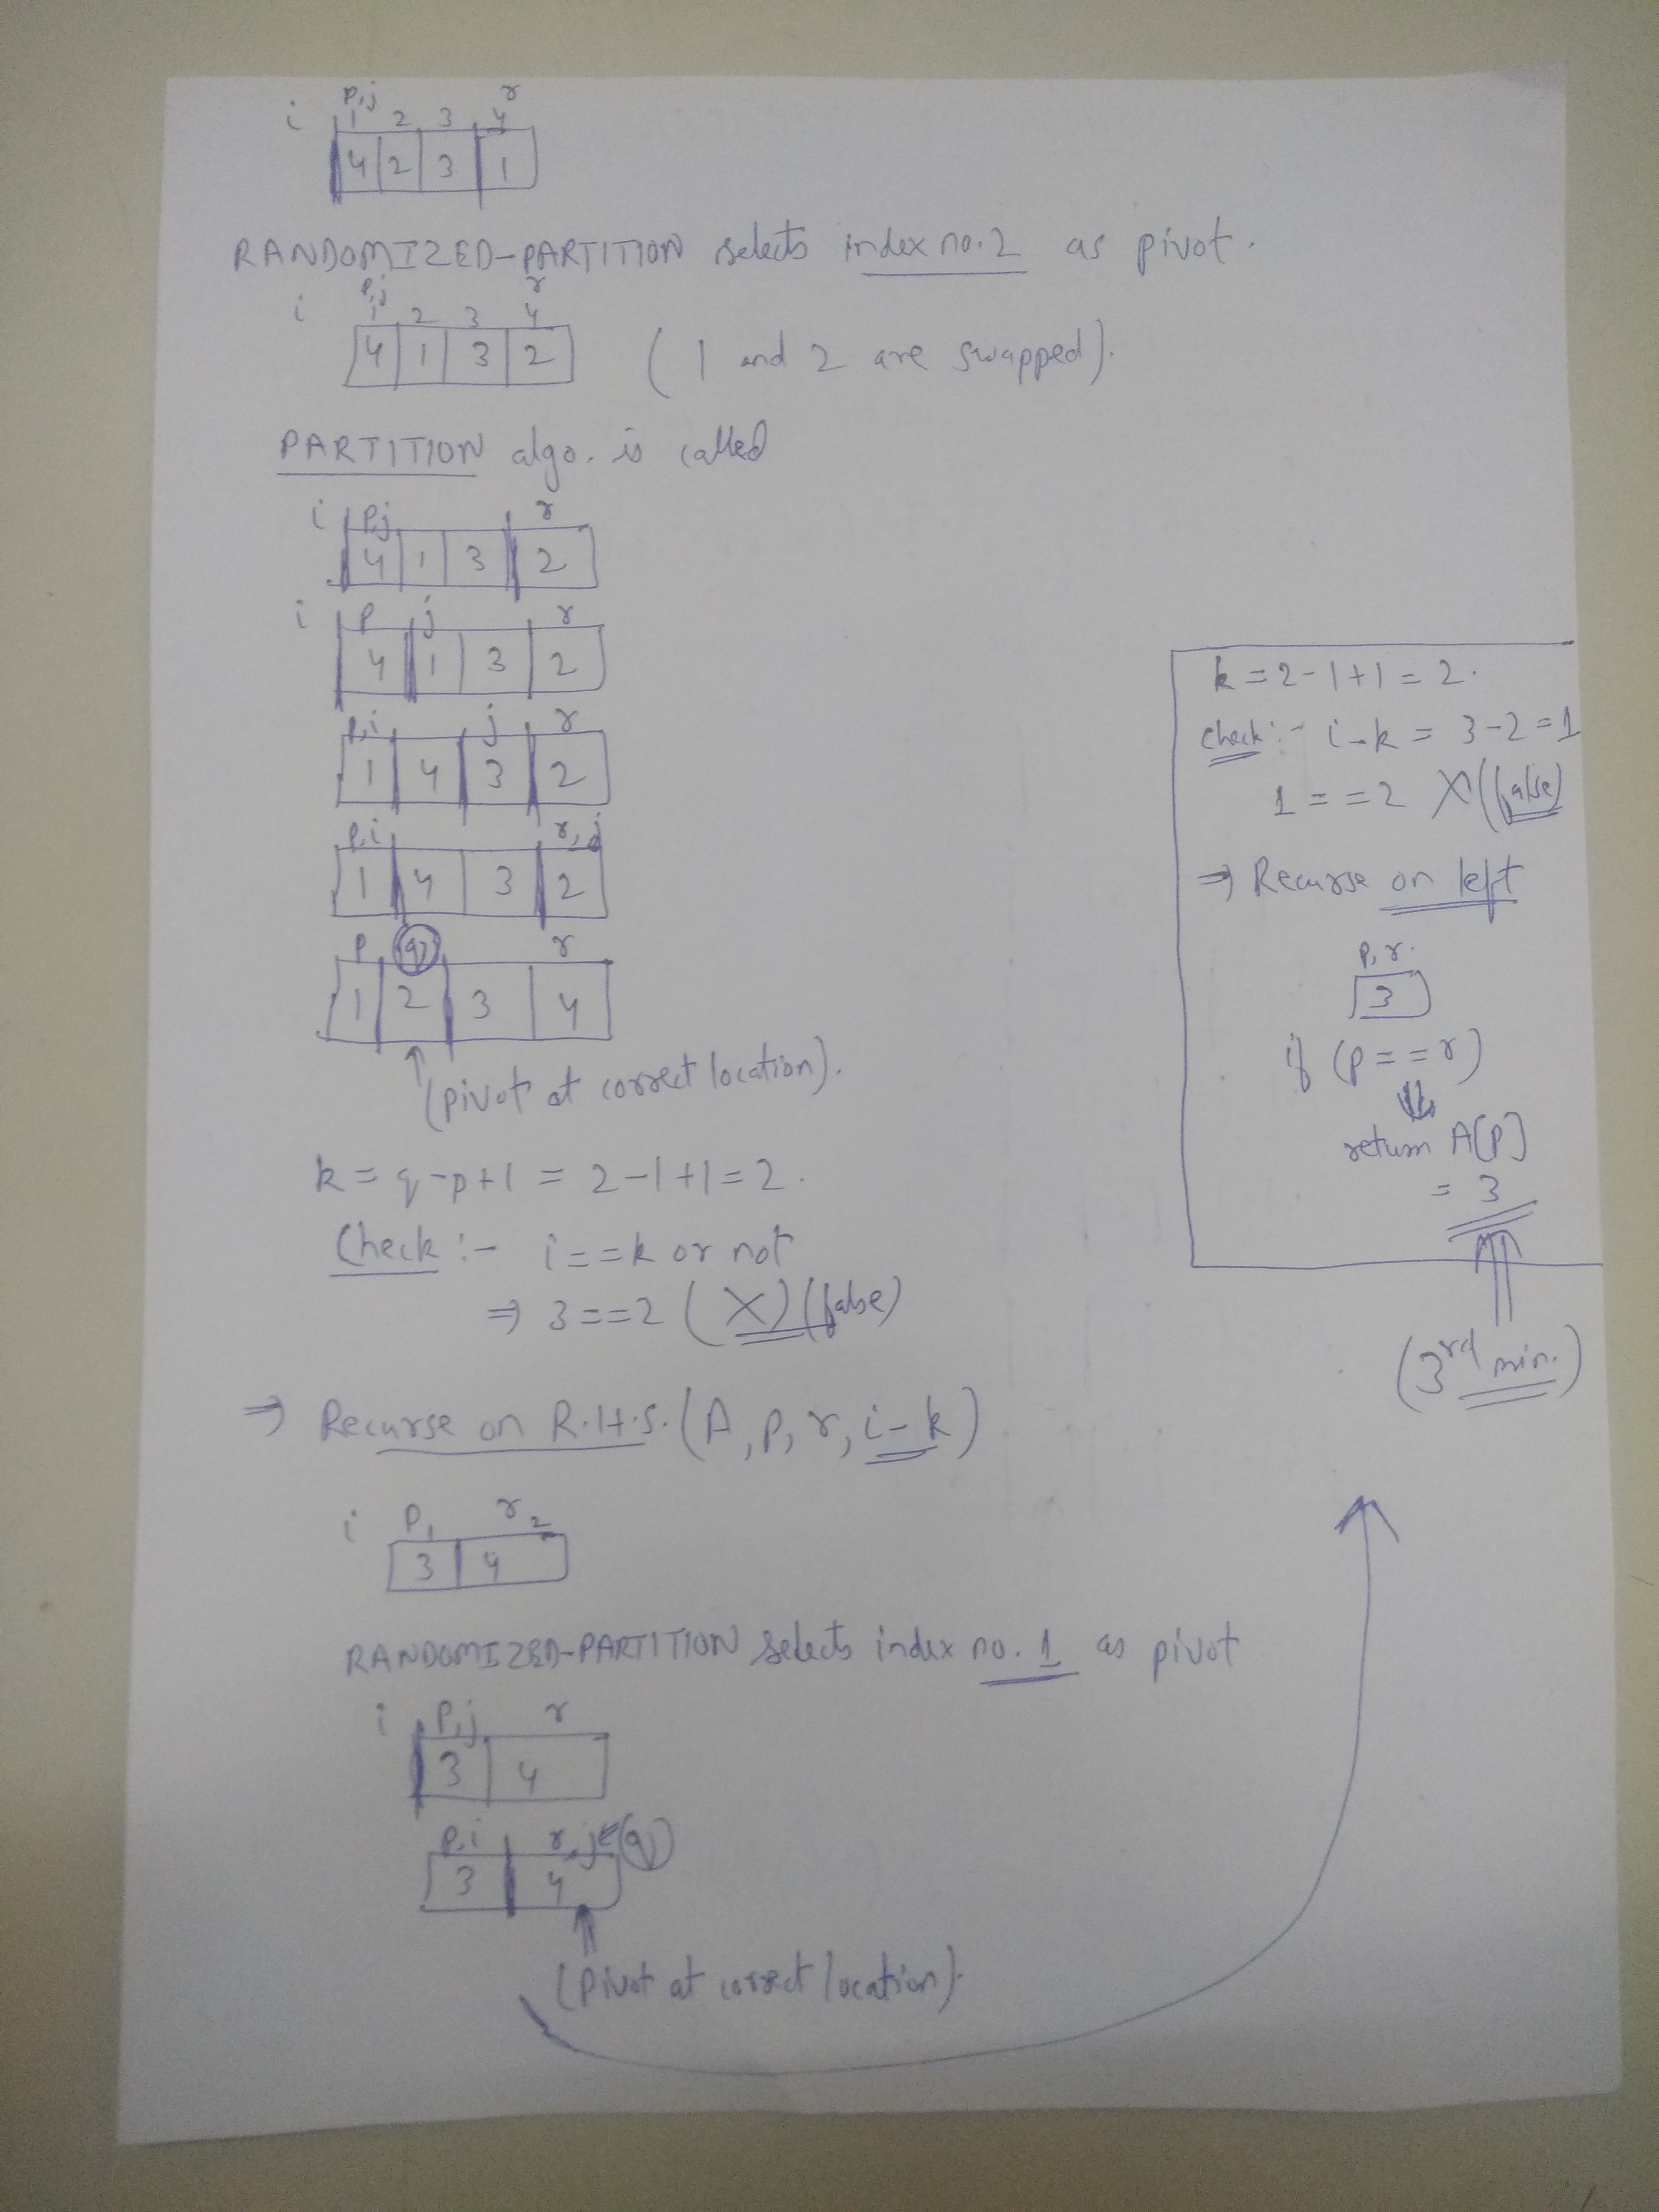 i p,j r
1 2 3 4
4 2 3 1
RANDOMIZED-PARTITION selects index no.2 as pivot.
i p,j r
1 2 3 4
4 1 3 2 (1 and 2 are swapped).
PARTITION algo. is called
i p,j r
4 1 3 2
i p j r
4 1 3 2
p,i j r
1 4 3 2
p,i r,j
1 4 3 2
p q r
1 2 3 4
(pivot at correct location).
k = q-p+1 = 2-1+1 = 2.
Check :- i==k or not
⇒ 3==2 (X) (false)
⇒ Recurse on R.H.S. (A, p, r, i-k)
i p1 r2
3 4
RANDOMIZED-PARTITION selects index no. 1 as pivot
i p,j r
3 4
p,i r,j ← q
3 4
(Pivot at correct location).
k = 2-1+1 = 2.
Check :- i-k = 3-2 = 1
1 == 2 X (false)
⇒ Recurse on left
p, r.
3
if (p==r)
return A[p]
= 3
(3rd min.)